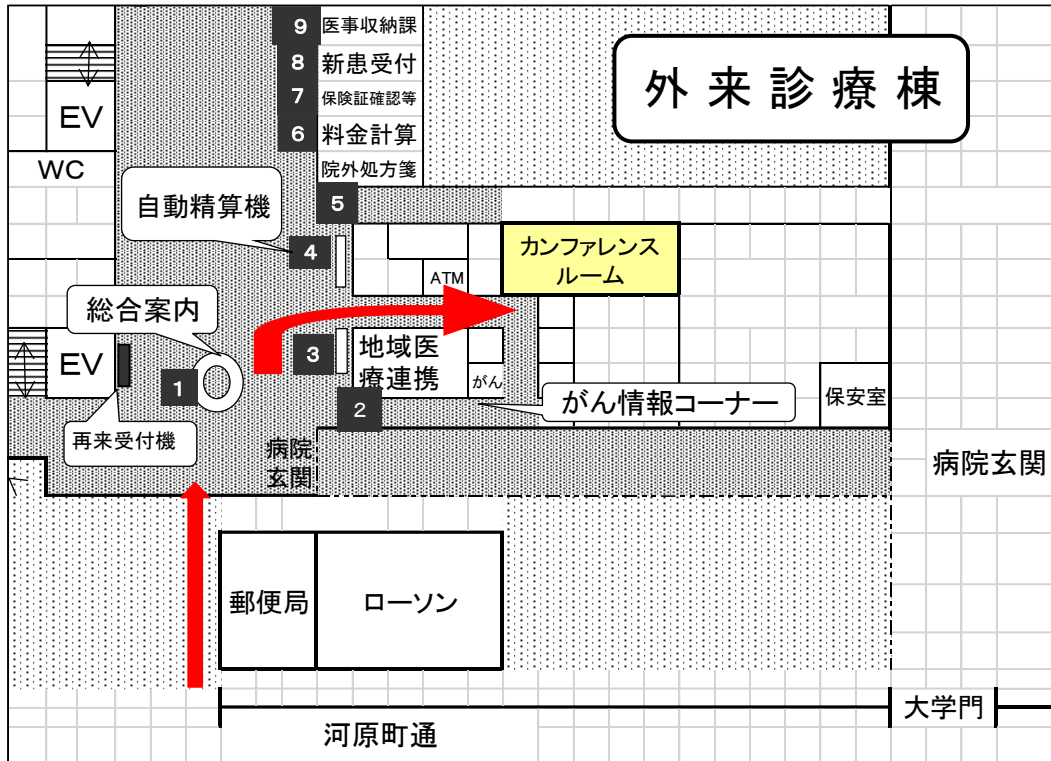 9 医事収納課
8 新患受付
7 保険証確認等
6 料金計算
院外処方箋
5
外来診療棟
EV
WC
自動精算機
4
ATM
カンファレンス
ルーム
総合案内
EV
1
3
地域医
療連携
がん
2
がん情報コーナー
保安室
再来受付機
病院
玄関
病院玄関
郵便局
ローソン
大学門
河原町通